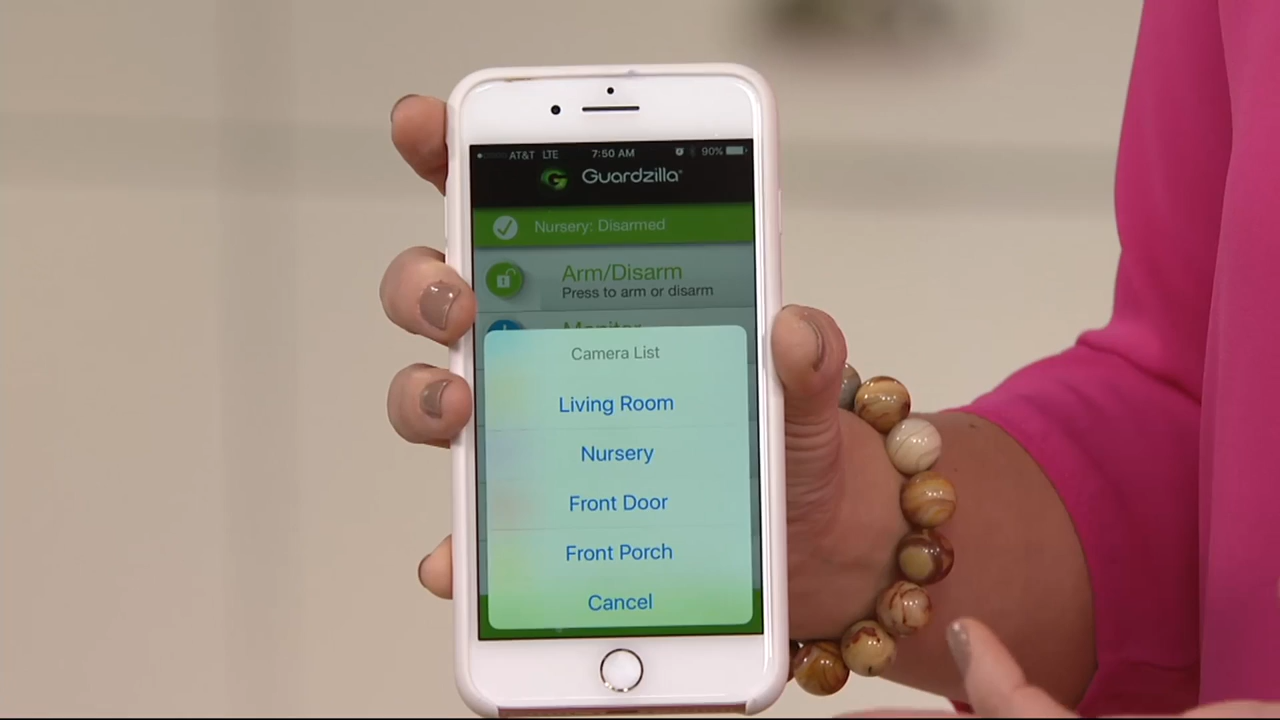 AT&T LTE 7:50 AM 90%
Guardzilla®
Nursery: Disarmed
Arm/Disarm
Press to arm or disarm
Monitor
Camera List
Living Room
Nursery
Front Door
Front Porch
Cancel